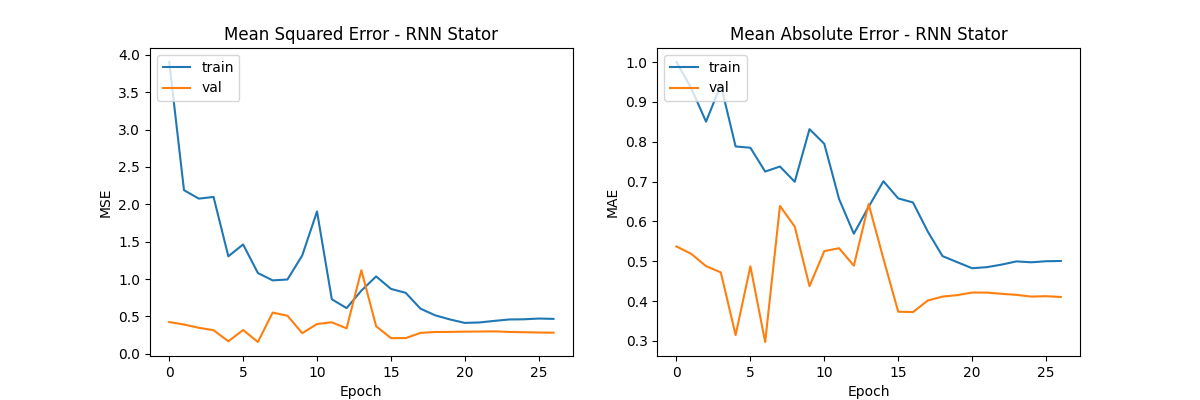 Mean Squared Error - RNN Stator
train
val
4.0
3.5
3.0
2.5
2.0
1.5
1.0
0.5
0.0
MSE
0
5
10
15
20
25
Epoch
Mean Absolute Error - RNN Stator
train
val
1.0
0.9
0.8
0.7
0.6
0.5
0.4
0.3
MAE
0
5
10
15
20
25
Epoch